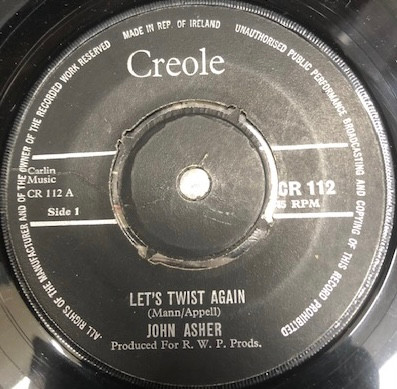 ALL RIGHTS OF THE MANUFACTURER AND OF THE OWNER OF THE RECORDED WORK RESERVED
MADE IN REP. OF IRELAND
UNAUTHORISED PUBLIC PERFORMANCE BROADCASTING AND COPYING OF THIS RECORD PROHIBITED
Creole
Carlin
Music
CR 112 A
Side 1
CR 112
RPM
LET'S TWIST AGAIN
(Mann/Appell)
JOHN ASHER
Produced For R. W. P. Prods.